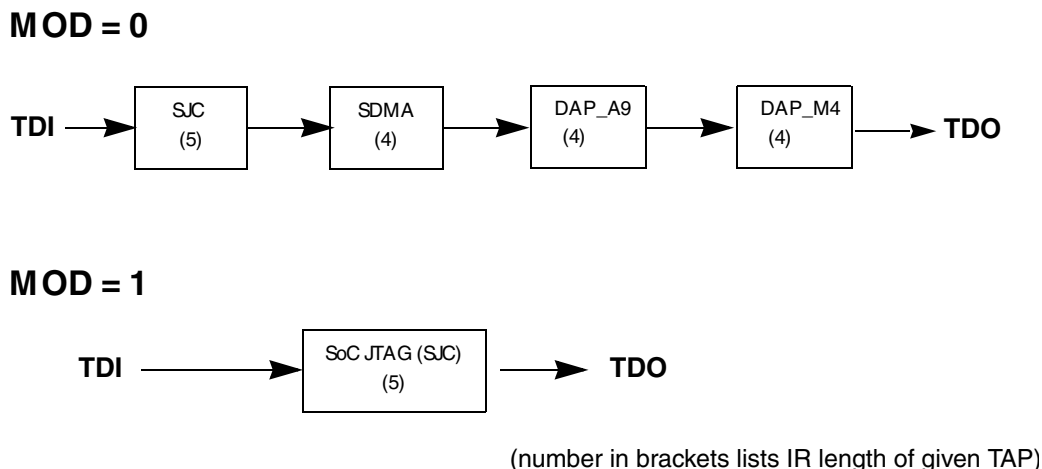 MOD = 0
TDI
SJC
(5)
SDMA
(4)
DAP_A9
(4)
DAP_M4
(4)
TDO
MOD = 1
TDI
SoC JTAG (SJC)
(5)
TDO
(number in brackets lists IR length of given TAP)